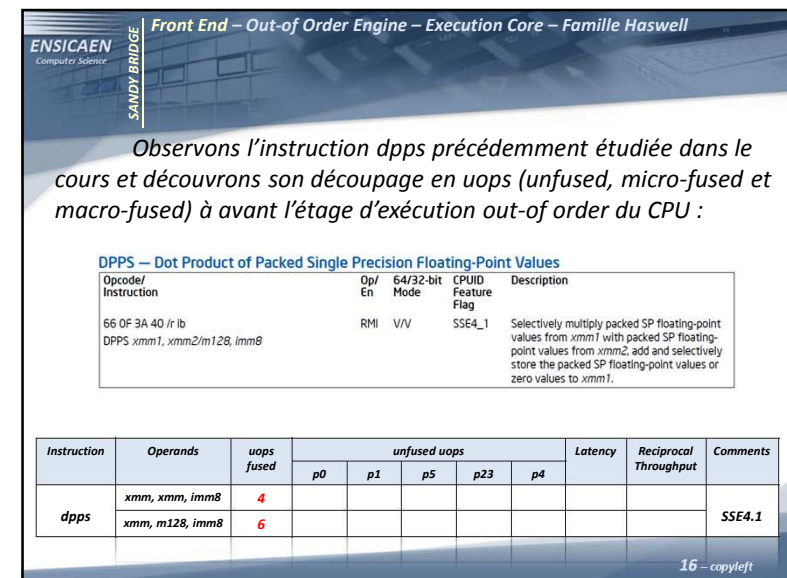 Front End – Out-of Order Engine – Execution Core – Famille Haswell
ENSICAEN
Computer Science
SANDY BRIDGE
Observons l'instruction dpps précédemment étudiée dans le
cours et découvrons son découpage en uops (unfused, micro-fused et
macro-fused) à avant l'étage d'exécution out-of order du CPU :
DPPS — Dot Product of Packed Single Precision Floating-Point Values
Opcode/ Op/ 64/32-bit CPUID Description
Instruction En Mode Feature
Flag
66 0F 3A 40 /r ib RMI V/V SSE4_1 Selectively multiply packed SP floating-point
DPPS xmm1, xmm2/m128, imm8 values from xmm1 with packed SP floating-
point values from xmm2, add and selectively
store the packed SP floating-point values or
zero values to xmm1.
Instruction Operands uops unfused uops Latency Reciprocal Comments
fused p0 p1 p5 p23 p4 Throughput
xmm, xmm, imm8 4
dpps SSE4.1
xmm, m128, imm8 6
16 – copyleft